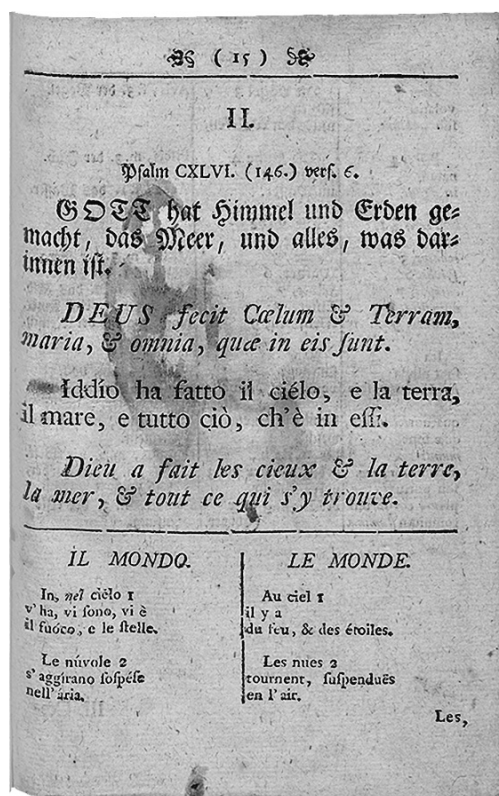 ( 15 )
II.
Psalm CXLVI. (146.) verſ. 6.
GOTT hat Himmel und Erden ge⸗
macht, das Meer, und alles, was dar⸗
innen iſt.
DEUS fecit Cœlum & Terram,
maria, & omnia, quæ in eis ſunt.
Iddío ha fatto il ciélo, e la terra,
il mare, e tutto ciò, ch'è in eſſi.
Dieu a fait les cieux & la terre,
la mer, & tout ce qui s'y trouve.
IL MONDO.
In, nel ciélo 1
v'ha, vi ſono, vi è
il fuóco, e le ſtelle.
Le núvole 2
s'aggírano ſoſpéſe
nell'ária.
LE MONDE.
Au ciel 1
il y a
du feu, & des étoiles.
Les nues 2
tournent, ſuſpenduës
en l'air.
Les,